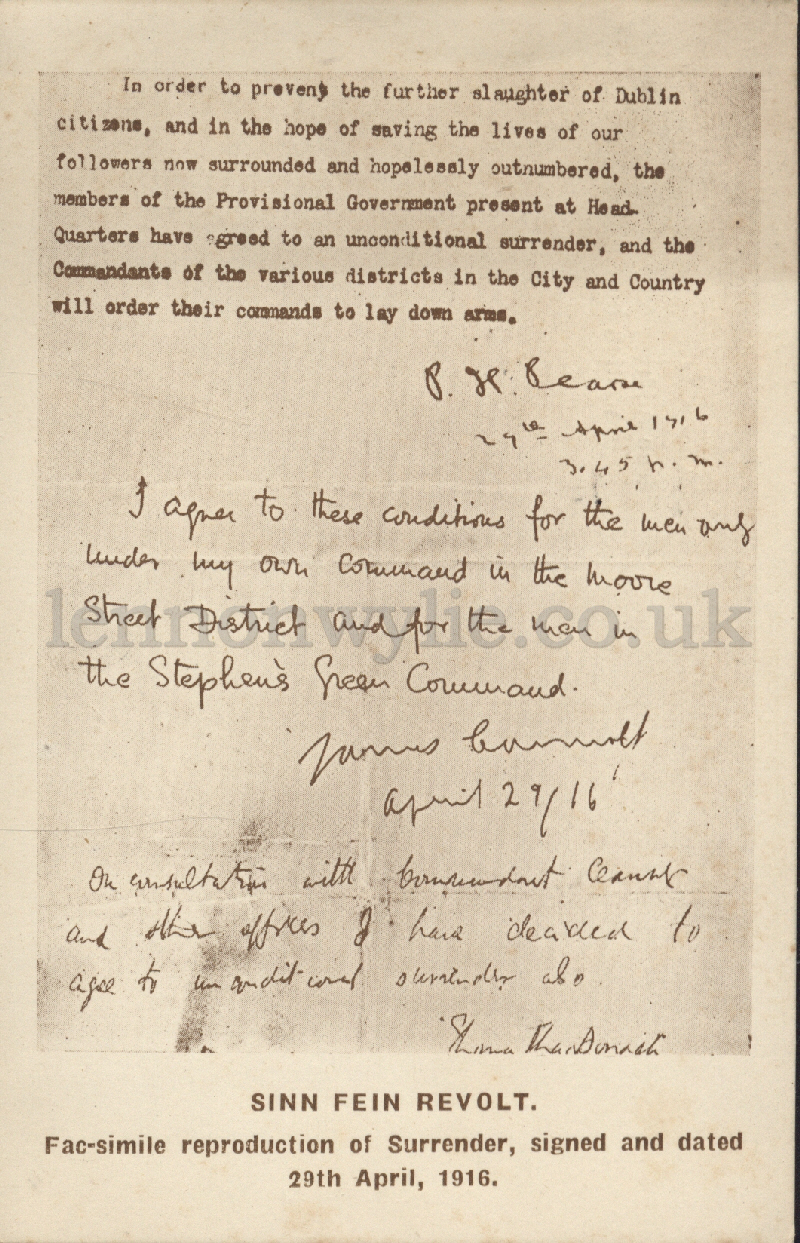 In order to prevent the further slaughter of Dublin
citizens, and in the hope of saving the lives of our
followers now surrounded and hopelessly outnumbered, the
members of the Provisional Government present at Head-
Quarters have agreed to an unconditional surrender, and the
Commandants of the various districts in the City and Country
will order their commands to lay down arms.
P. H. Pearse
29th April 1916
3.45 p.m.
I agree to these conditions for the men only
under my own command in the Moore
Street District and for the men in
the Stephen's Green Command.
lennonwylie.co.uk
James Connolly
April 29/16
On consultation with Commandant Ceannt
and other officers I have decided to
agree to unconditional surrender also
Thomas MacDonagh
SINN FEIN REVOLT.
Fac-simile reproduction of Surrender, signed and dated
29th April, 1916.